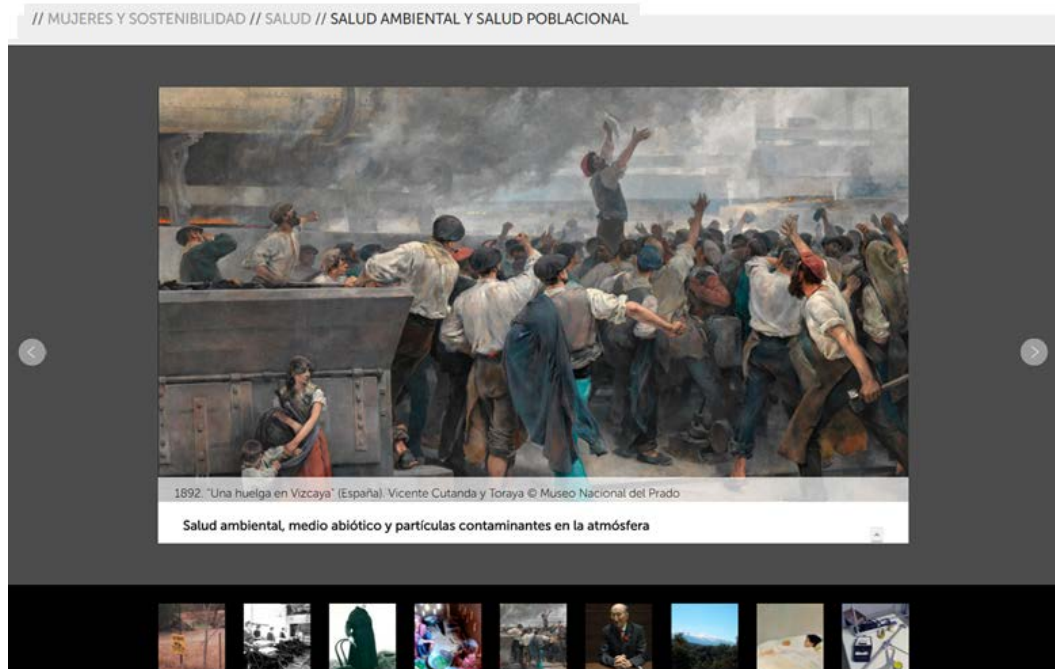 // MUJERES Y SOSTENIBILIDAD // SALUD // SALUD AMBIENTAL Y SALUD POBLACIONAL
1892. "Una huelga en Vizcaya" (España). Vicente Cutanda y Toraya © Museo Nacional del Prado
Salud ambiental, medio abiótico y partículas contaminantes en la atmósfera